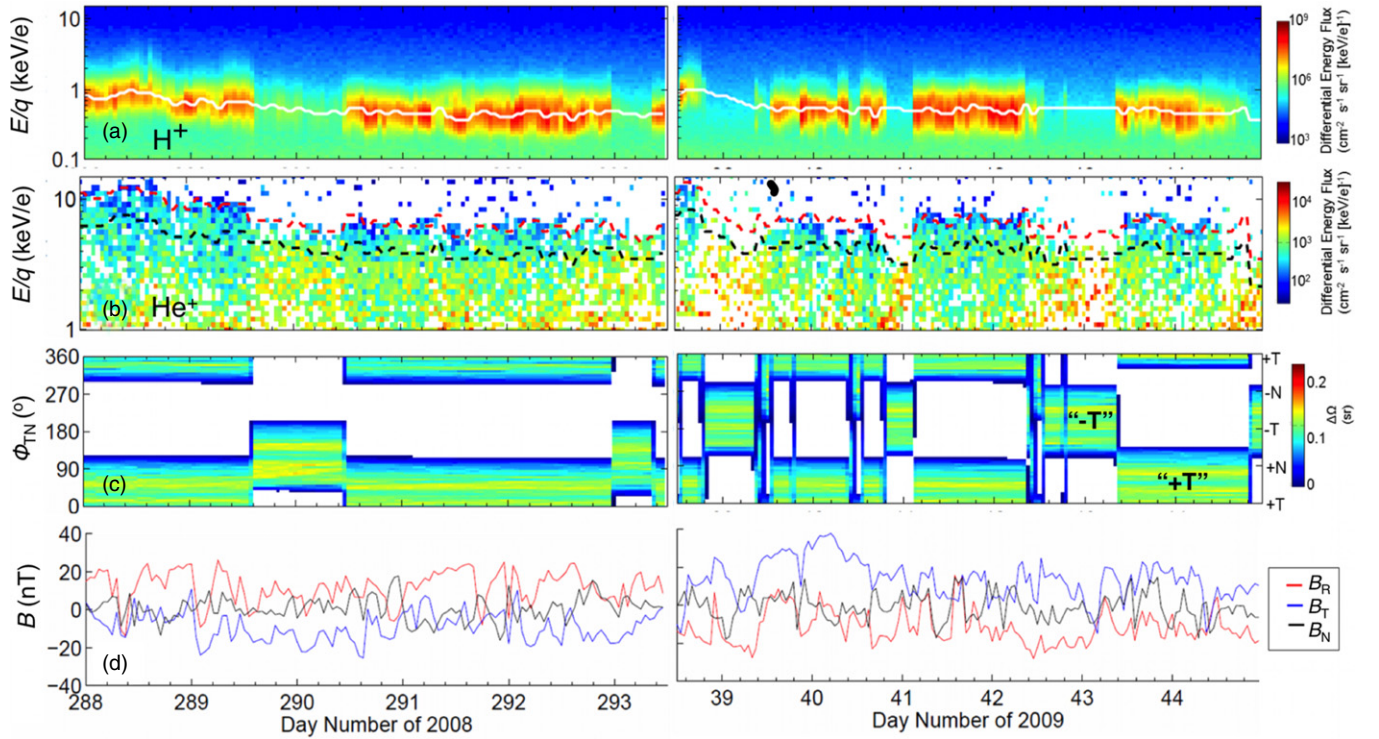 E/q (keV/e)
10
1
0.1
(a)
H+
10⁹
10⁶
10³
Differential Energy Flux
(cm⁻² s⁻¹ sr⁻¹ [keV/e]⁻¹)
E/q (keV/e)
10
1
(b)
He+
10⁴
10³
10²
Differential Energy Flux
(cm⁻² s⁻¹ sr⁻¹ [keV/e]⁻¹)
ΦTN (°)
360
270
180
90
0
(c)
"-T"
"+T"
+T
-N
-T
+N
+T
0.2
0.1
0
ΔΩ
(sr)
B (nT)
40
20
0
−20
−40
(d)
BR
BT
BN
288 289 290 291 292 293
39 40 41 42 43 44
Day Number of 2008
Day Number of 2009